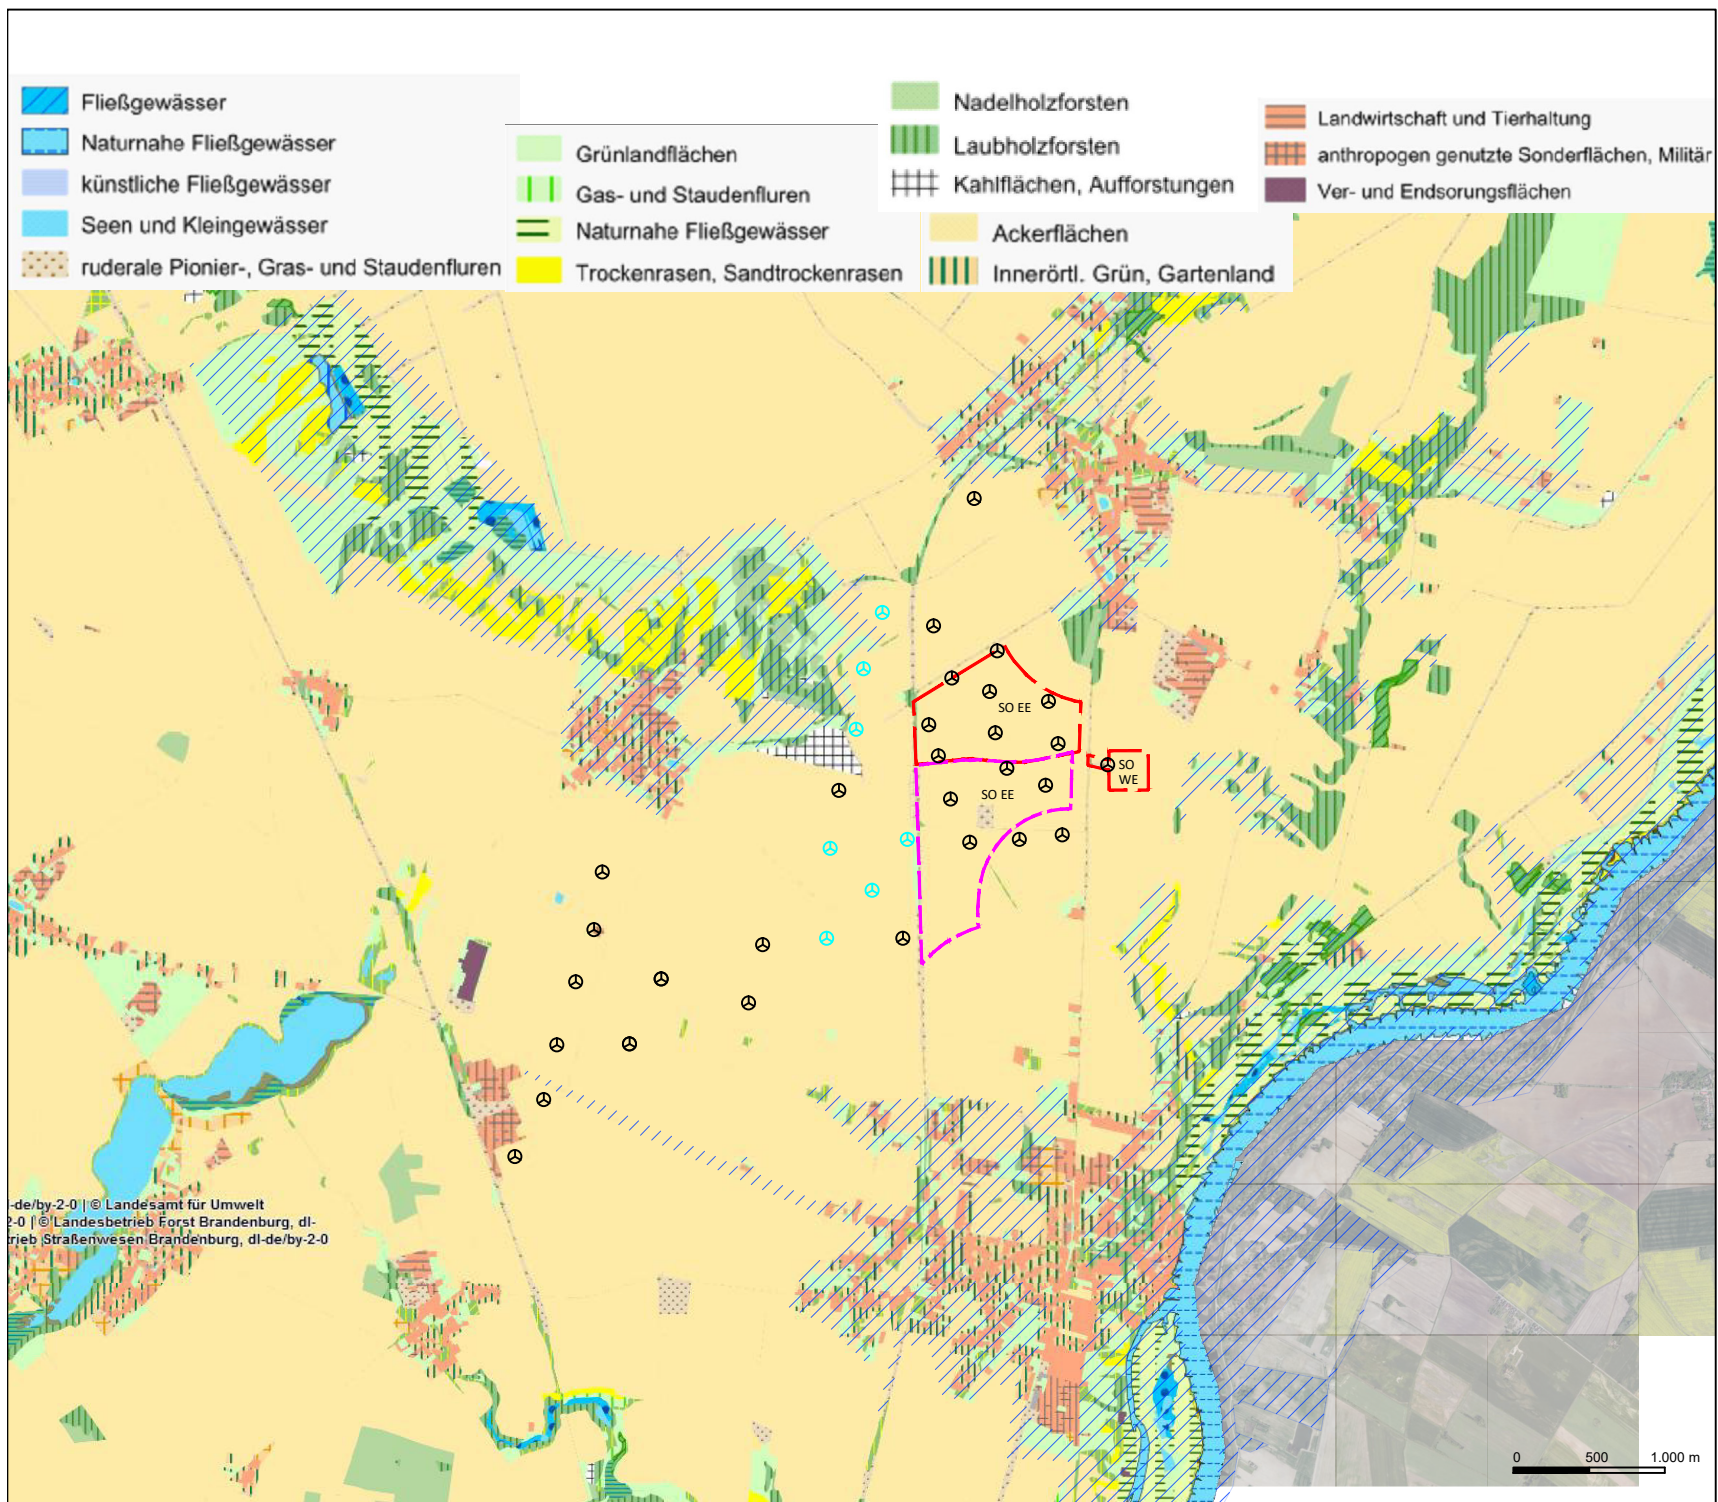 Fließgewässer
Naturnahe Fließgewässer
künstliche Fließgewässer
Seen und Kleingewässer
ruderale Pionier-, Gras- und Staudenfluren
Grünlandflächen
Gas- und Staudenfluren
Naturnahe Fließgewässer
Trockenrasen, Sandtrockenrasen
Nadelholzforsten
Laubholzforsten
Kahlflächen, Aufforstungen
Ackerflächen
Innerörtl. Grün, Gartenland
Landwirtschaft und Tierhaltung
anthropogen genutzte Sonderflächen, Militär
Ver- und Endsorungsflächen
SO EE
SO
WE
SO EE
l-de/by-2-0 | © Landesamt für Umwelt
2-0 | © Landesbetrieb Forst Brandenburg, dl-
trieb Straßenwesen Brandenburg, dl-de/by-2-0
0 500 1.000 m